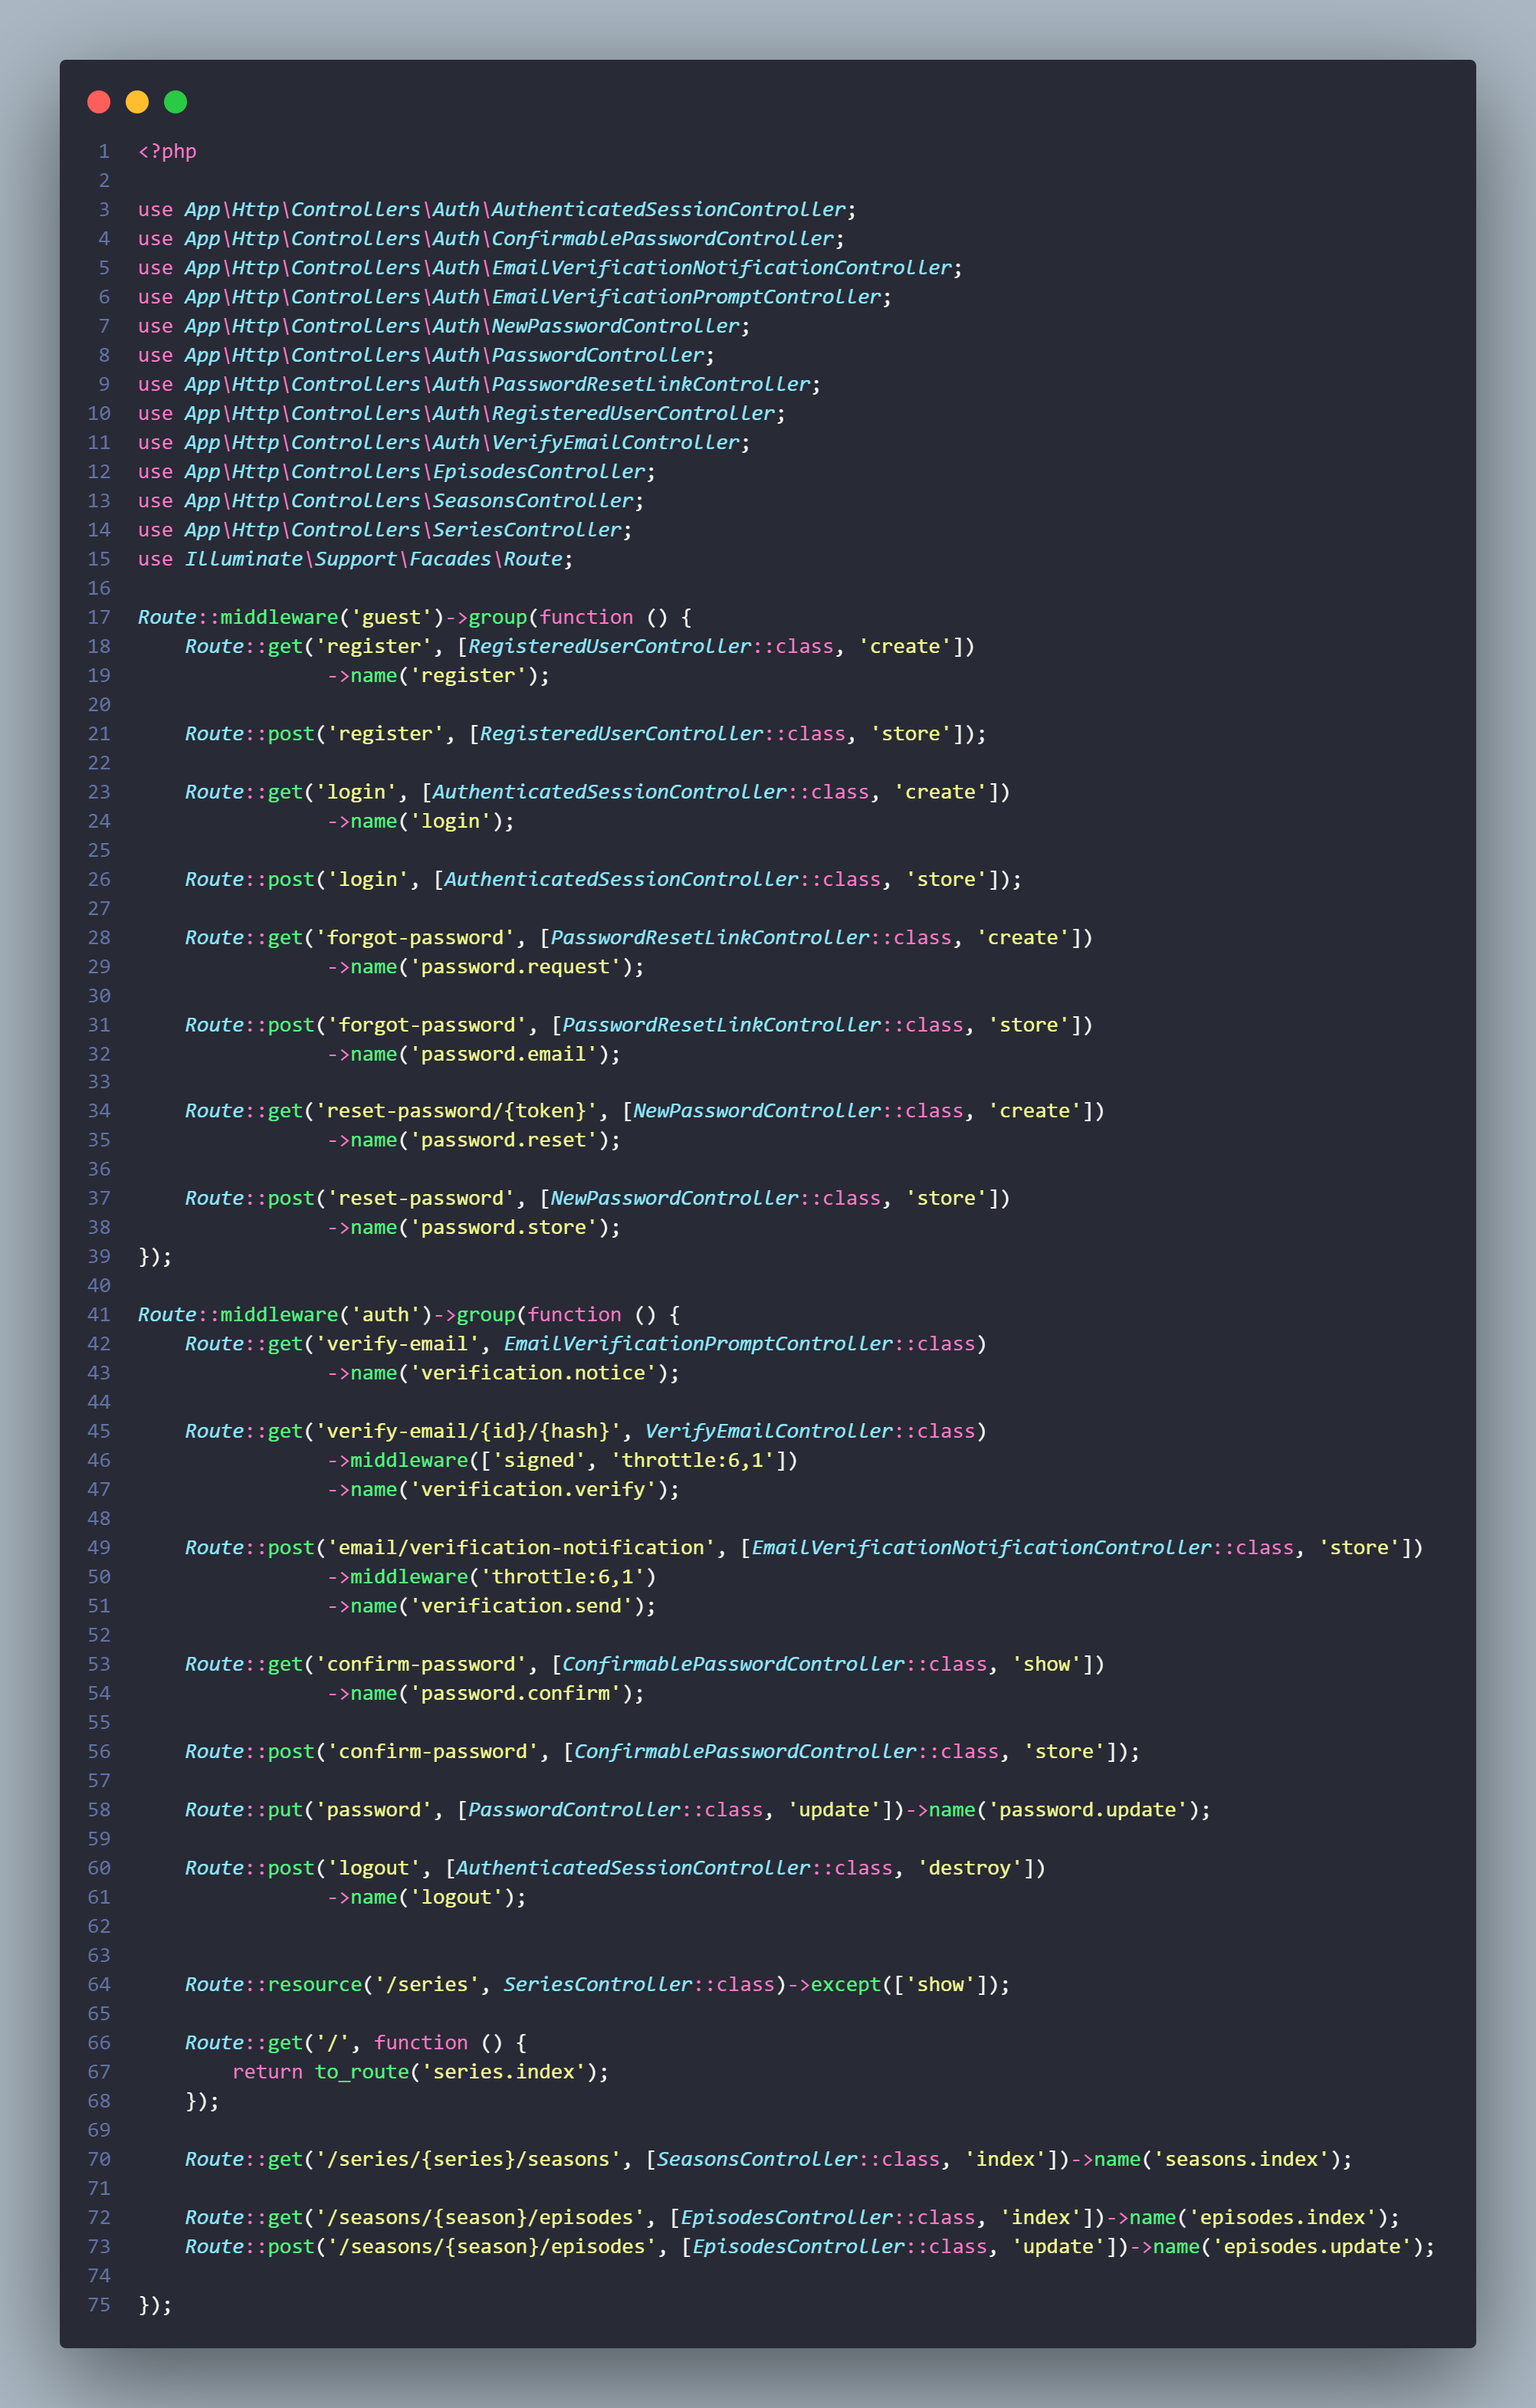 1 <?php
2
3 use App\Http\Controllers\Auth\AuthenticatedSessionController;
4 use App\Http\Controllers\Auth\ConfirmablePasswordController;
5 use App\Http\Controllers\Auth\EmailVerificationNotificationController;
6 use App\Http\Controllers\Auth\EmailVerificationPromptController;
7 use App\Http\Controllers\Auth\NewPasswordController;
8 use App\Http\Controllers\Auth\PasswordController;
9 use App\Http\Controllers\Auth\PasswordResetLinkController;
10 use App\Http\Controllers\Auth\RegisteredUserController;
11 use App\Http\Controllers\Auth\VerifyEmailController;
12 use App\Http\Controllers\EpisodesController;
13 use App\Http\Controllers\SeasonsController;
14 use App\Http\Controllers\SeriesController;
15 use Illuminate\Support\Facades\Route;
16
17 Route::middleware('guest')->group(function () {
18     Route::get('register', [RegisteredUserController::class, 'create'])
19                 ->name('register');
20
21     Route::post('register', [RegisteredUserController::class, 'store']);
22
23     Route::get('login', [AuthenticatedSessionController::class, 'create'])
24                 ->name('login');
25
26     Route::post('login', [AuthenticatedSessionController::class, 'store']);
27
28     Route::get('forgot-password', [PasswordResetLinkController::class, 'create'])
29                 ->name('password.request');
30
31     Route::post('forgot-password', [PasswordResetLinkController::class, 'store'])
32                 ->name('password.email');
33
34     Route::get('reset-password/{token}', [NewPasswordController::class, 'create'])
35                 ->name('password.reset');
36
37     Route::post('reset-password', [NewPasswordController::class, 'store'])
38                 ->name('password.store');
39 });
40
41 Route::middleware('auth')->group(function () {
42     Route::get('verify-email', EmailVerificationPromptController::class)
43                 ->name('verification.notice');
44
45     Route::get('verify-email/{id}/{hash}', VerifyEmailController::class)
46                 ->middleware(['signed', 'throttle:6,1'])
47                 ->name('verification.verify');
48
49     Route::post('email/verification-notification', [EmailVerificationNotificationController::class, 'store'])
50                 ->middleware('throttle:6,1')
51                 ->name('verification.send');
52
53     Route::get('confirm-password', [ConfirmablePasswordController::class, 'show'])
54                 ->name('password.confirm');
55
56     Route::post('confirm-password', [ConfirmablePasswordController::class, 'store']);
57
58     Route::put('password', [PasswordController::class, 'update'])->name('password.update');
59
60     Route::post('logout', [AuthenticatedSessionController::class, 'destroy'])
61                 ->name('logout');
62
63
64     Route::resource('/series', SeriesController::class)->except(['show']);
65
66     Route::get('/', function () {
67         return to_route('series.index');
68     });
69
70     Route::get('/series/{series}/seasons', [SeasonsController::class, 'index'])->name('seasons.index');
71
72     Route::get('/seasons/{season}/episodes', [EpisodesController::class, 'index'])->name('episodes.index');
73     Route::post('/seasons/{season}/episodes', [EpisodesController::class, 'update'])->name('episodes.update');
74
75 });